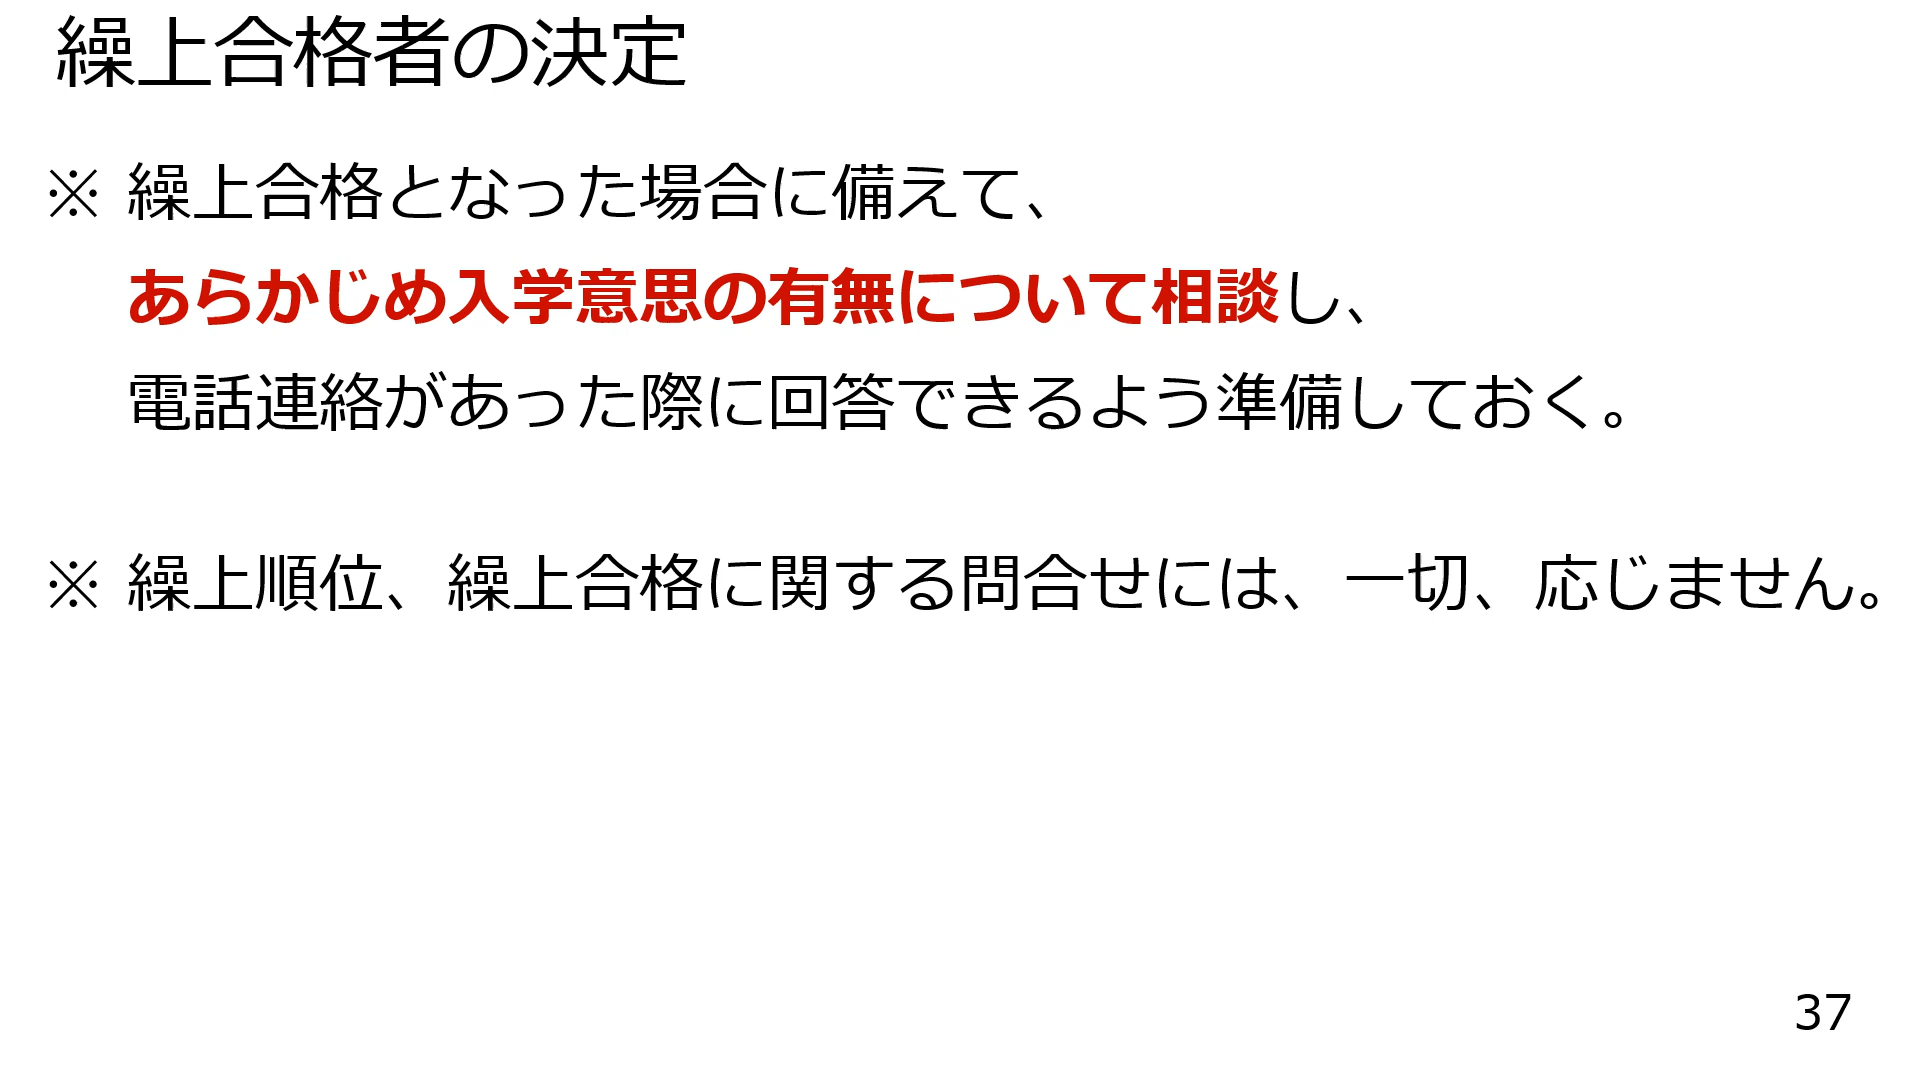 繰上合格者の決定
※ 繰上合格となった場合に備えて、
あらかじめ入学意思の有無について相談し、
電話連絡があった際に回答できるよう準備しておく。
※ 繰上順位、繰上合格に関する問合せには、一切、応じません。
37